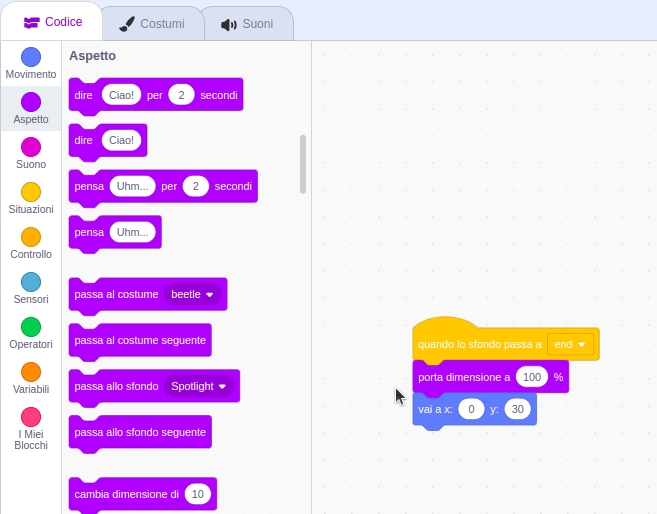 Codice
Costumi
Suoni
Movimento
Aspetto
Suono
Situazioni
Controllo
Sensori
Operatori
Variabili
I Miei
Blocchi
Aspetto
dire Ciao! per 2 secondi
dire Ciao!
pensa Uhm... per 2 secondi
pensa Uhm...
passa al costume beetle
passa al costume seguente
passa allo sfondo Spotlight
passa allo sfondo seguente
cambia dimensione di 10
quando lo sfondo passa a end
porta dimensione a 100 %
vai a x: 0 y: 30